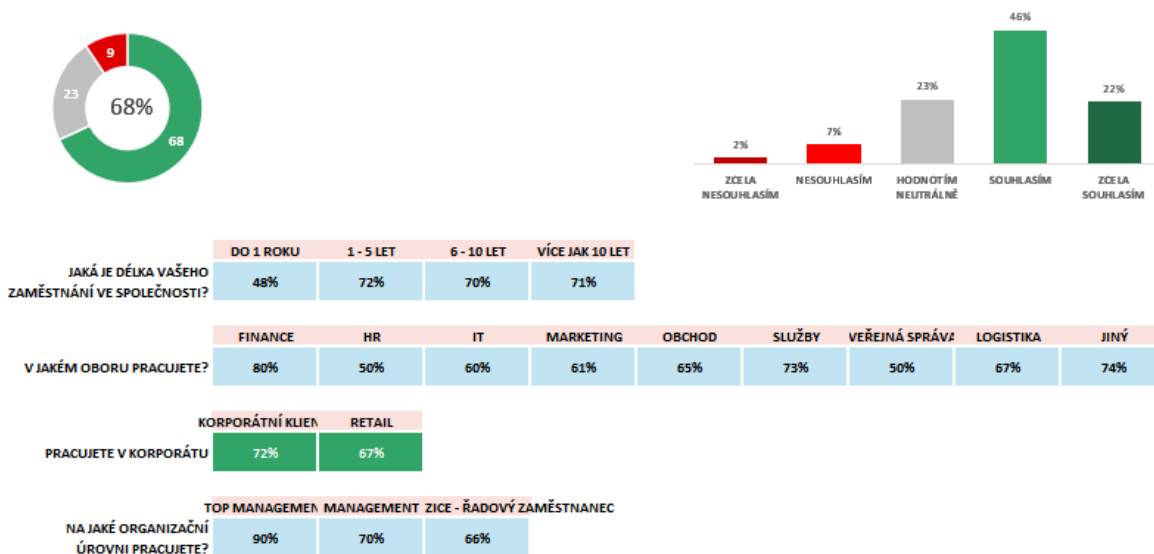 9
23
68%
68
46%
23%
22%
7%
2%
ZCELA NESOUHLASÍM
NESOUHLASÍM
HODNOTÍM NEUTRÁLNĚ
SOUHLASÍM
ZCELA SOUHLASÍM
DO 1 ROKU 1 - 5 LET 6 - 10 LET VÍCE JAK 10 LET
JAKÁ JE DÉLKA VAŠEHO
ZAMĚSTNÁNÍ VE SPOLEČNOSTI?
48% 72% 70% 71%
FINANCE HR IT MARKETING OBCHOD SLUŽBY VEŘEJNÁ SPRÁVA LOGISTIKA JINÝ
V JAKÉM OBORU PRACUJETE? 80% 50% 60% 61% 65% 73% 50% 67% 74%
KORPORÁTNÍ KLIEN RETAIL
PRACUJETE V KORPORÁTU 72% 67%
TOP MANAGEMEN MANAGEMENT ZICE - ŘADOVÝ ZAMĚSTNANEC
NA JAKÉ ORGANIZAČNÍ
ÚROVNI PRACUJETE?
90% 70% 66%